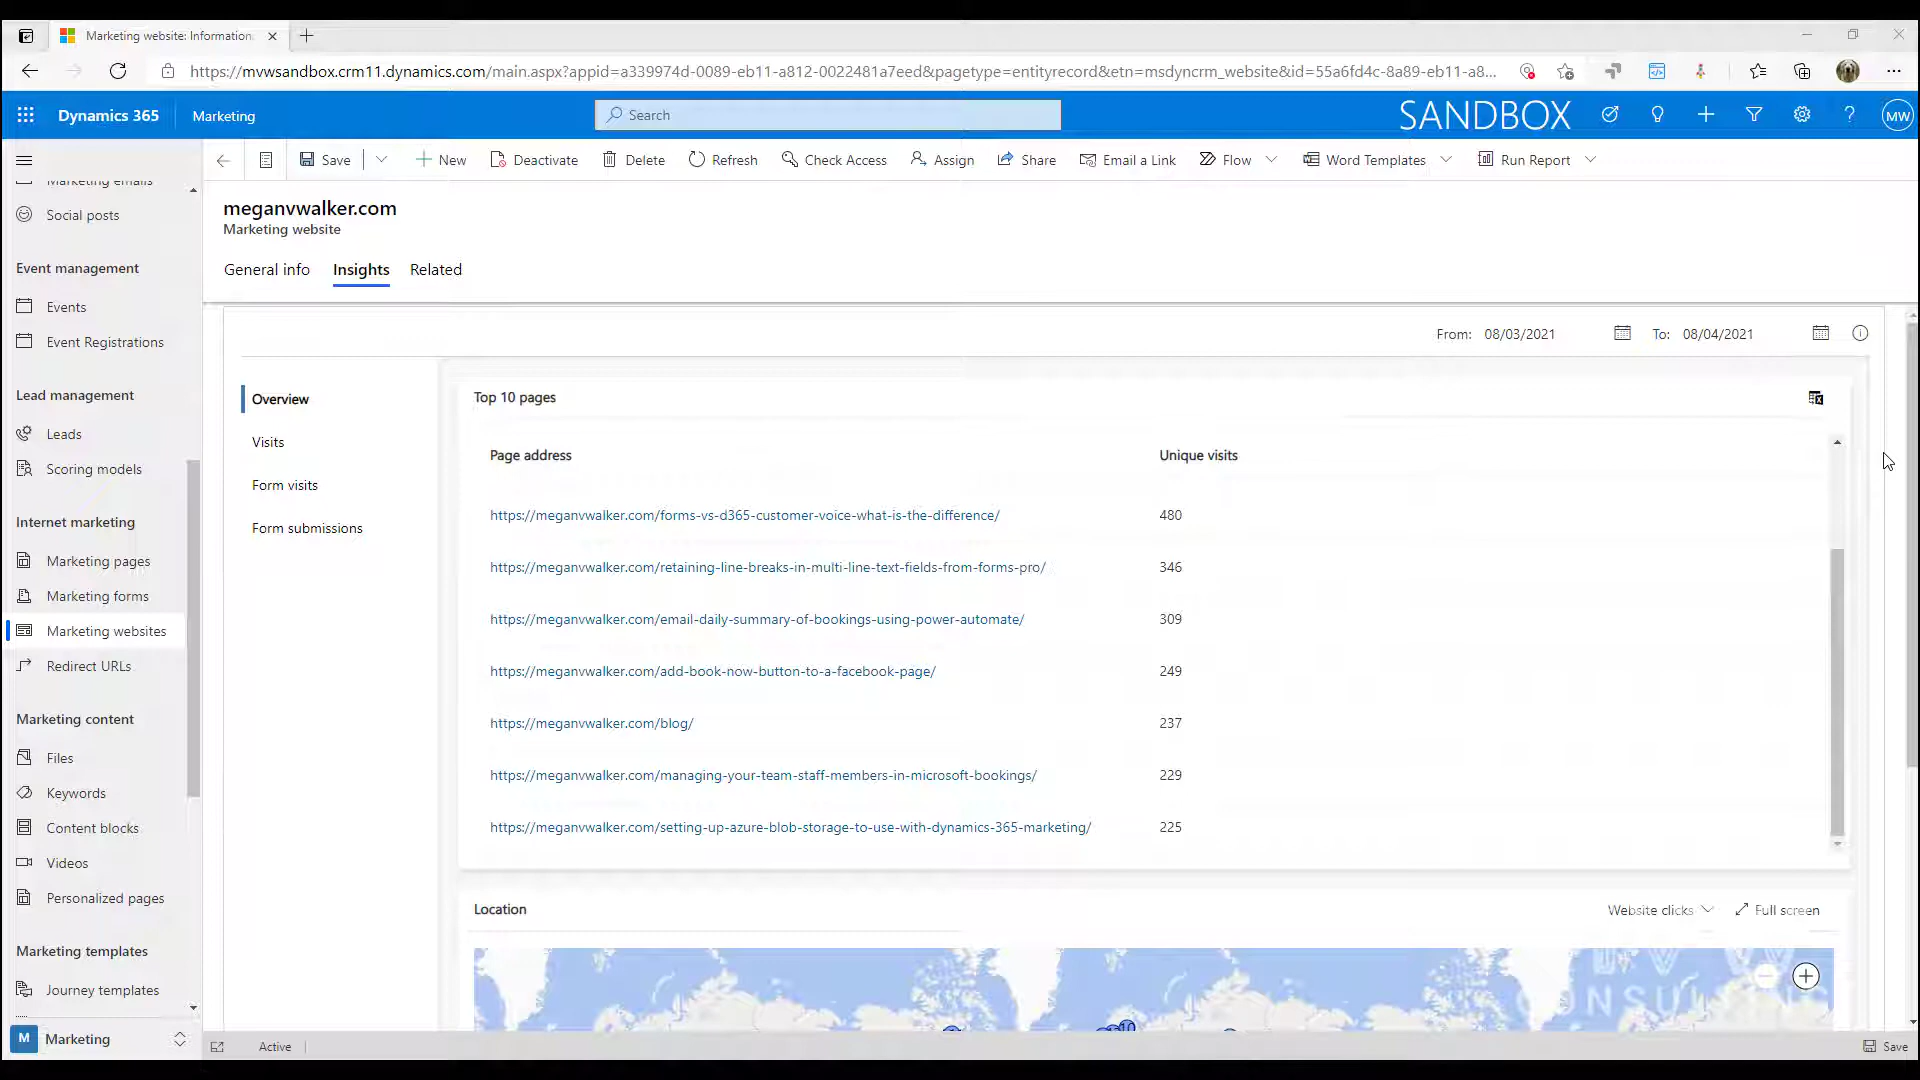 Marketing website: Information
https://mvwsandbox.crm11.dynamics.com/main.aspx?appid=a339974d-0089-eb11-a812-0022481a7eed&pagetype=entityrecord&etn=msdyncrm_website&id=55a6fd4c-8a89-eb11-a8...
Dynamics 365
Marketing
Search
SANDBOX
MW
Save
New
Deactivate
Delete
Refresh
Check Access
Assign
Share
Email a Link
Flow
Word Templates
Run Report
Marketing emails
Social posts
Event management
Events
Event Registrations
Lead management
Leads
Scoring models
Internet marketing
Marketing pages
Marketing forms
Marketing websites
Redirect URLs
Marketing content
Files
Keywords
Content blocks
Videos
Personalized pages
Marketing templates
Journey templates
M Marketing
meganvwalker.com
Marketing website
General info Insights Related
From: 08/03/2021 To: 08/04/2021
Overview
Visits
Form visits
Form submissions
Top 10 pages
Page address Unique visits
https://meganvwalker.com/forms-vs-d365-customer-voice-what-is-the-difference/ 480
https://meganvwalker.com/retaining-line-breaks-in-multi-line-text-fields-from-forms-pro/ 346
https://meganvwalker.com/email-daily-summary-of-bookings-using-power-automate/ 309
https://meganvwalker.com/add-book-now-button-to-a-facebook-page/ 249
https://meganvwalker.com/blog/ 237
https://meganvwalker.com/managing-your-team-staff-members-in-microsoft-bookings/ 229
https://meganvwalker.com/setting-up-azure-blob-storage-to-use-with-dynamics-365-marketing/ 225
Location
Website clicks
Full screen
Active
Save